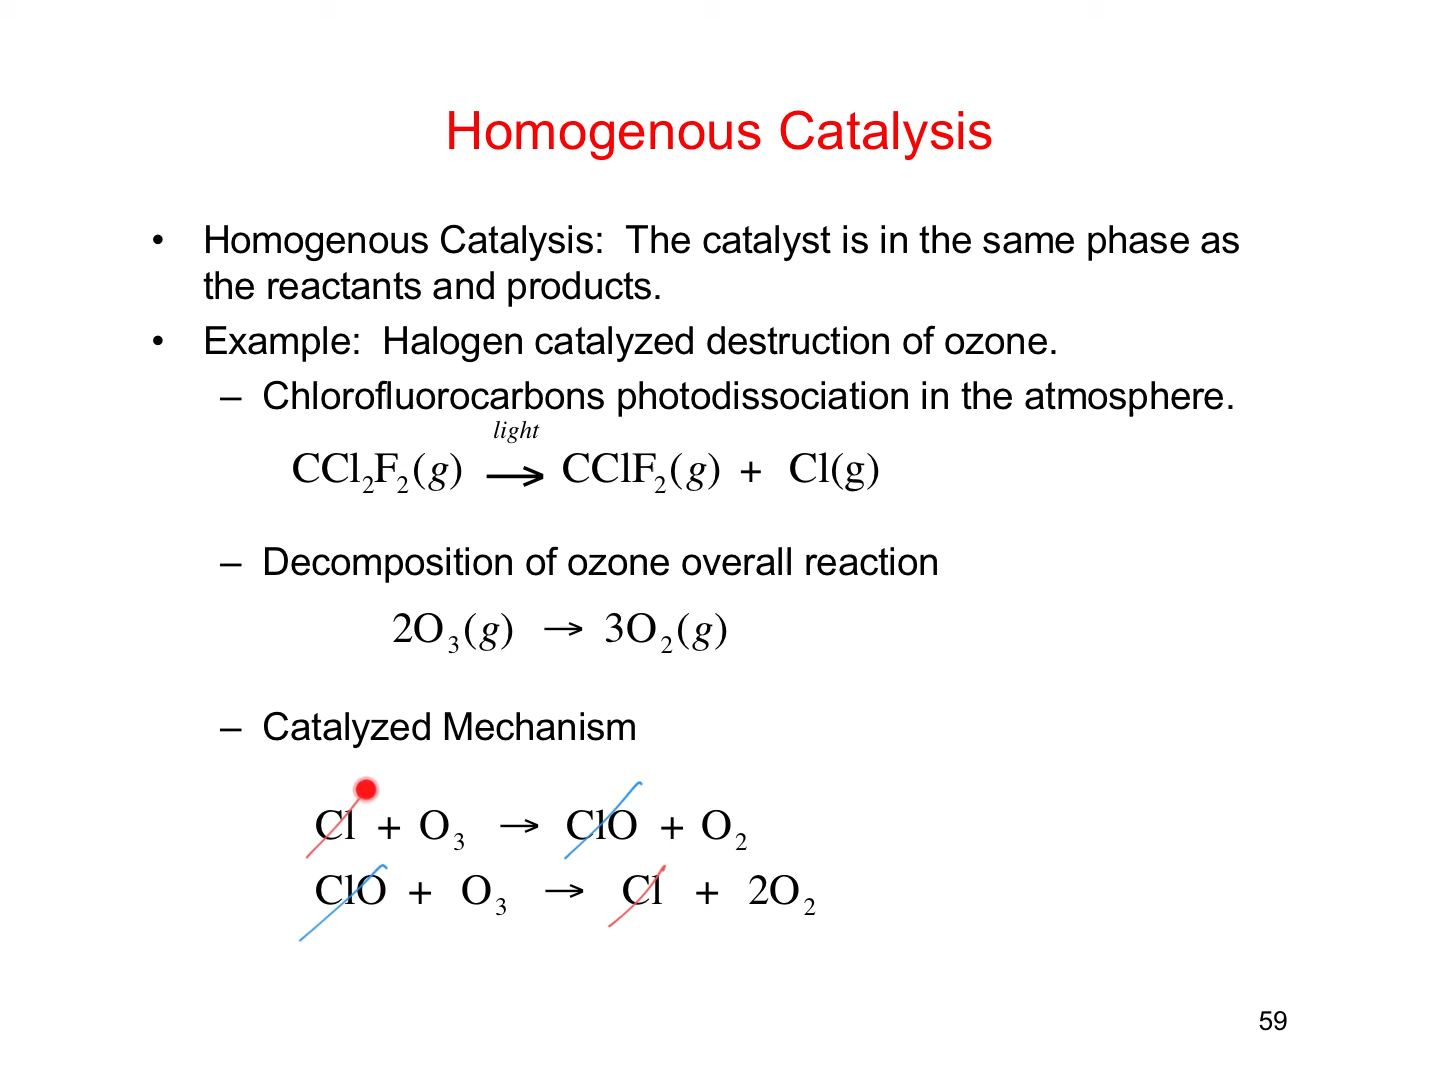 Homogenous Catalysis
• Homogenous Catalysis: The catalyst is in the same phase as
the reactants and products.
• Example: Halogen catalyzed destruction of ozone.
– Chlorofluorocarbons photodissociation in the atmosphere.
light
CCl₂F₂(g) → CClF₂(g) + Cl(g)
– Decomposition of ozone overall reaction
2O₃(g) → 3O₂(g)
– Catalyzed Mechanism
Cl + O₃ → ClO + O₂
ClO + O₃ → Cl + 2O₂
59